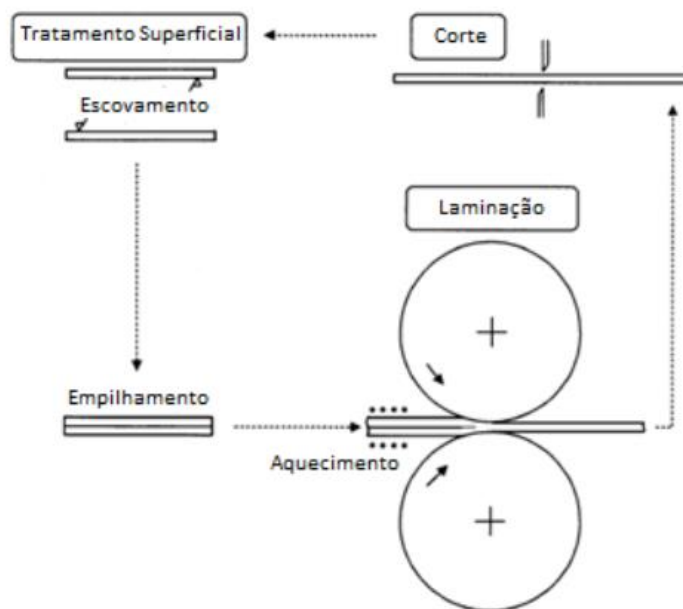 Tratamento Superficial
Corte
Escovamento
Laminação
Empilhamento
Aquecimento